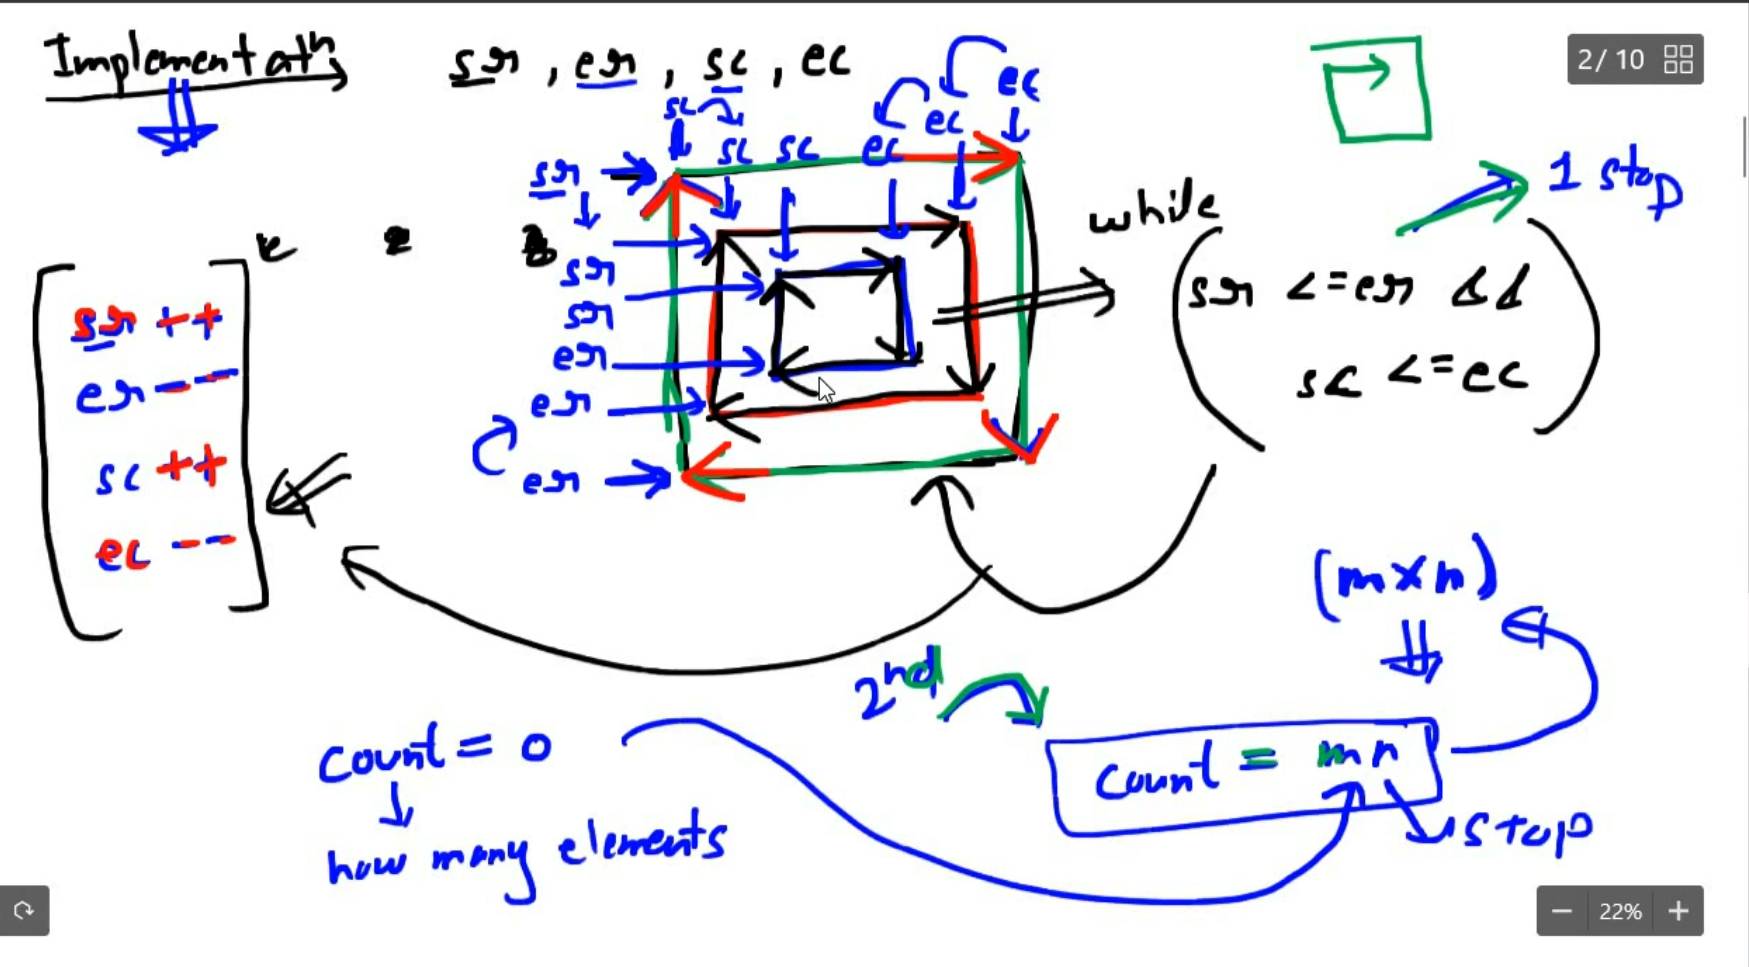 Implementatn
sr, er, sc, ec
2/ 10
sc
ec
ec
sc
sc
ec
sr
sr
sr
er
er
er
1 stop
while
sr <= er &&
sc <= ec
sr ++
er --
sc ++
ec --
(m x n)
2nd
count = 0
how many elements
count = mn
stop
22%